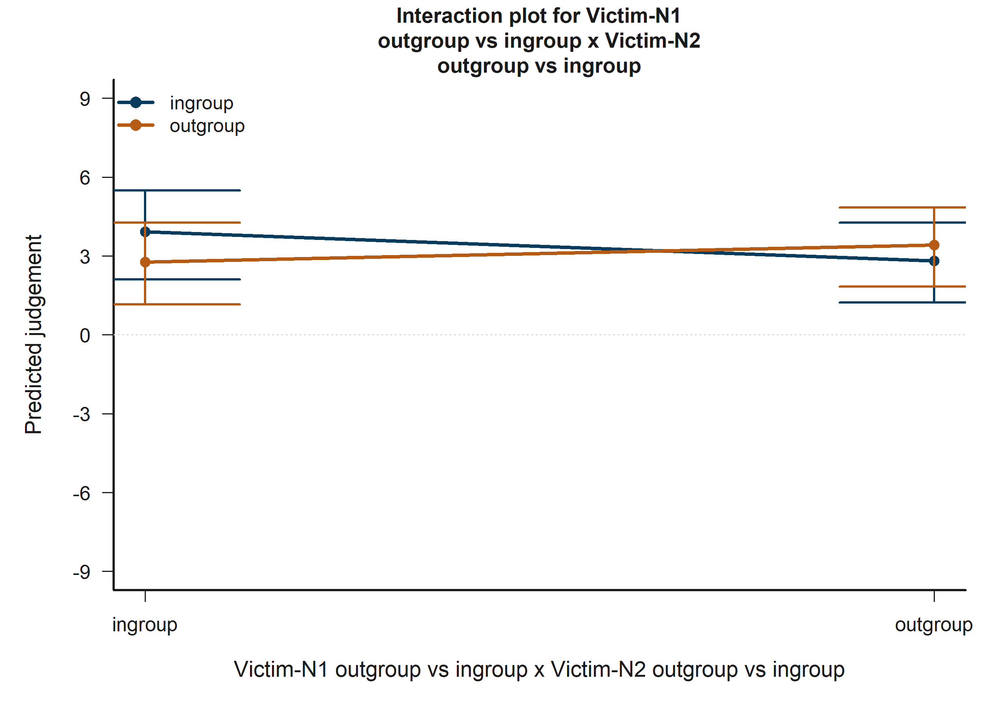 Interaction plot for Victim-N1
outgroup vs ingroup x Victim-N2
outgroup vs ingroup
ingroup
outgroup
9
6
3
0
-3
-6
-9
Predicted judgement
ingroup
outgroup
Victim-N1 outgroup vs ingroup x Victim-N2 outgroup vs ingroup